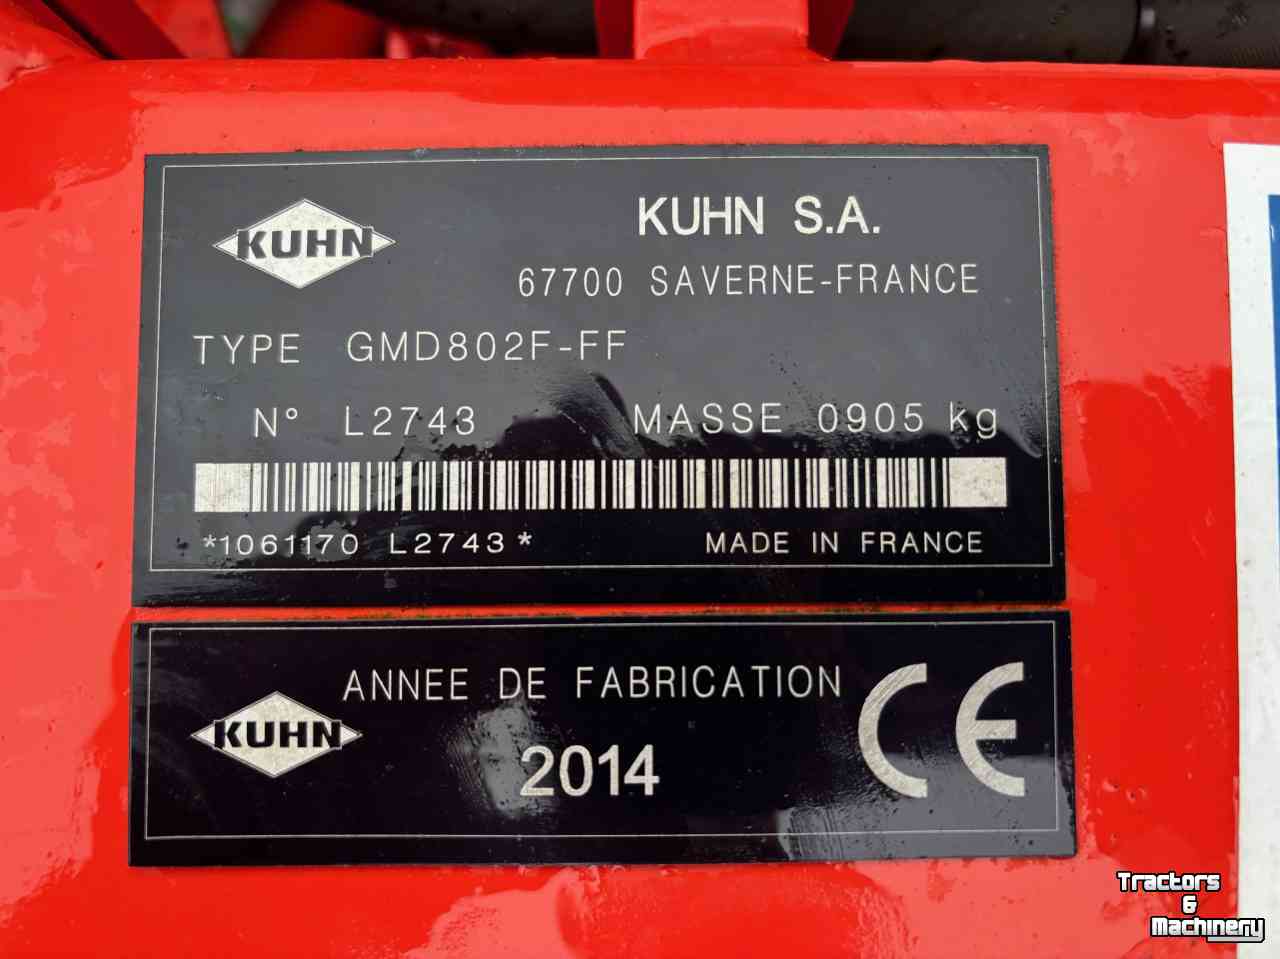 KUHN
KUHN S.A.
67700 SAVERNE-FRANCE
TYPE GMD802F-FF
N° L2743 MASSE 0905 kg
*1061170 L2743*
MADE IN FRANCE
KUHN
ANNEE DE FABRICATION
2014
CE
Tractors
&
Machinery